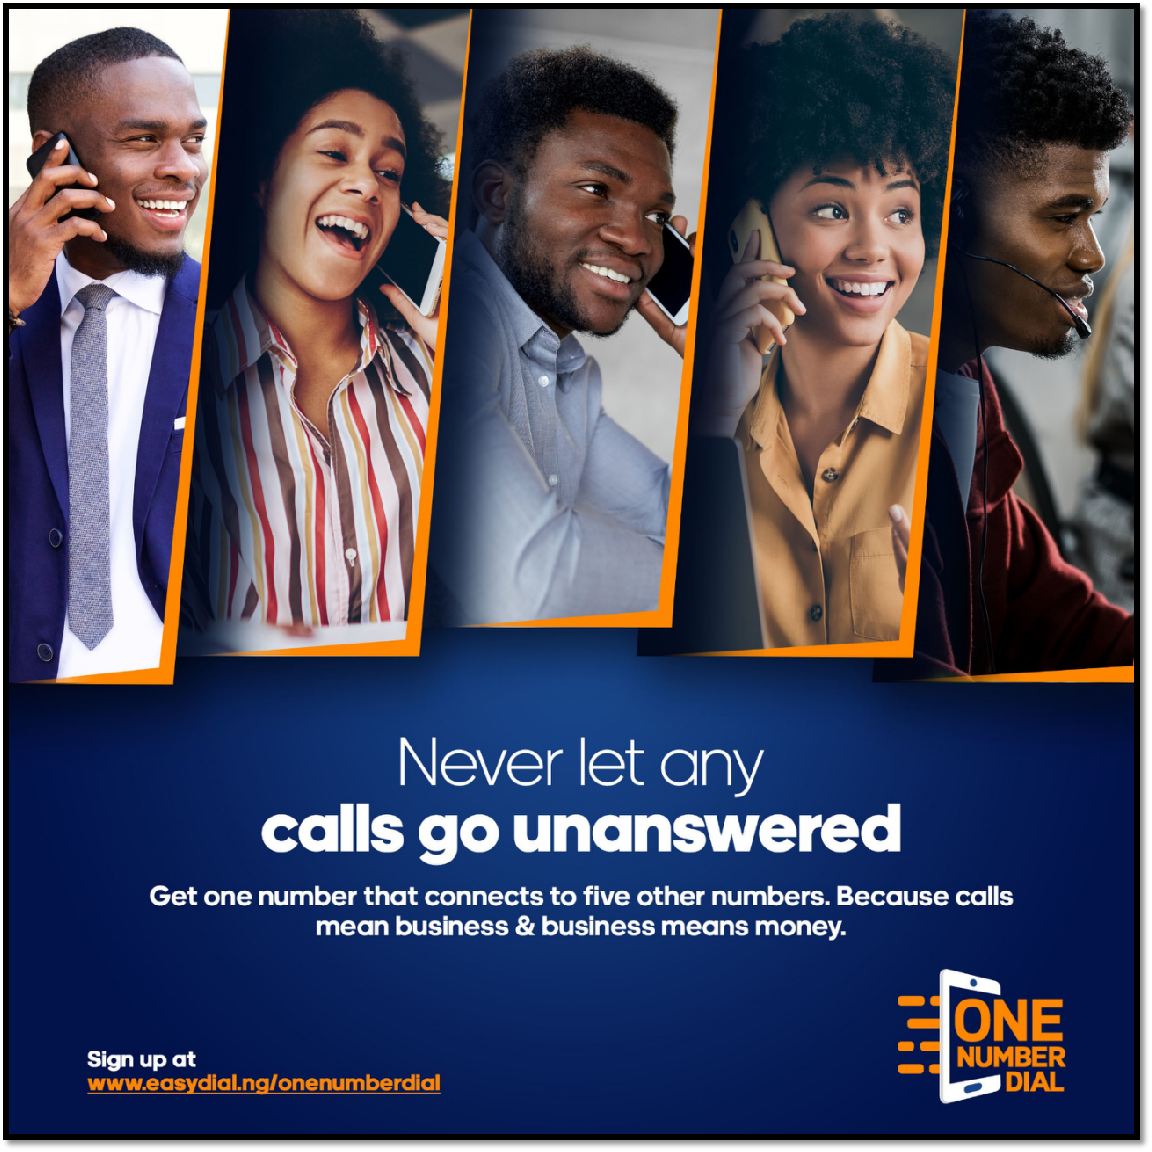 Never let any
calls go unanswered
Get one number that connects to five other numbers. Because calls
mean business & business means money.
Sign up at
www.easydial.ng/onenumberdial
ONE
NUMBER
DIAL